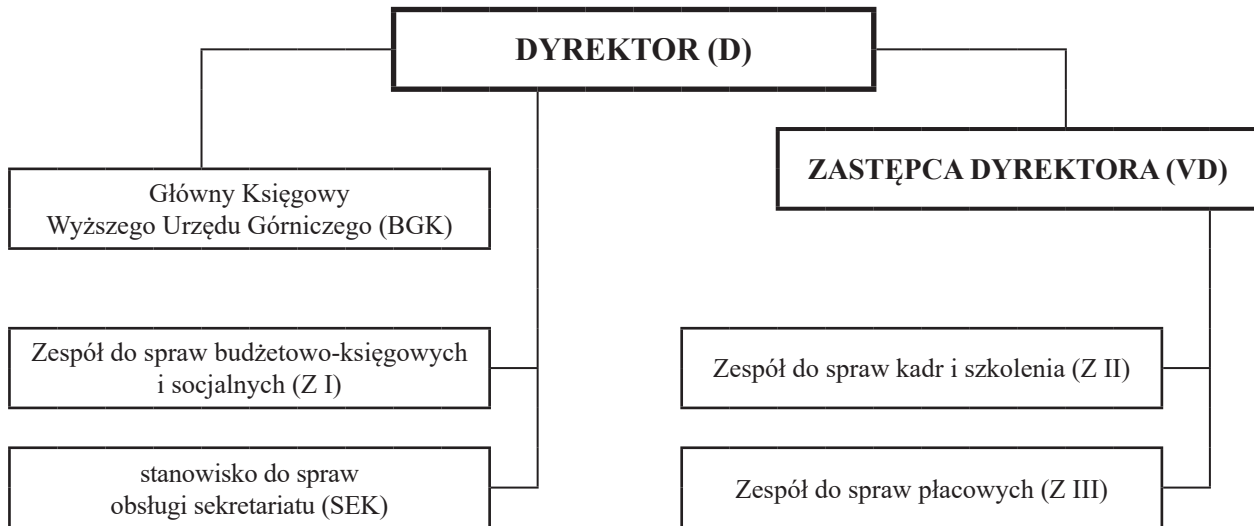 DYREKTOR (D)
ZASTĘPCA DYREKTORA (VD)
Główny Księgowy
Wyższego Urzędu Górniczego (BGK)
Zespół do spraw budżetowo-księgowych
i socjalnych (Z I)
Zespół do spraw kadr i szkolenia (Z II)
stanowisko do spraw
obsługi sekretariatu (SEK)
Zespół do spraw płacowych (Z III)